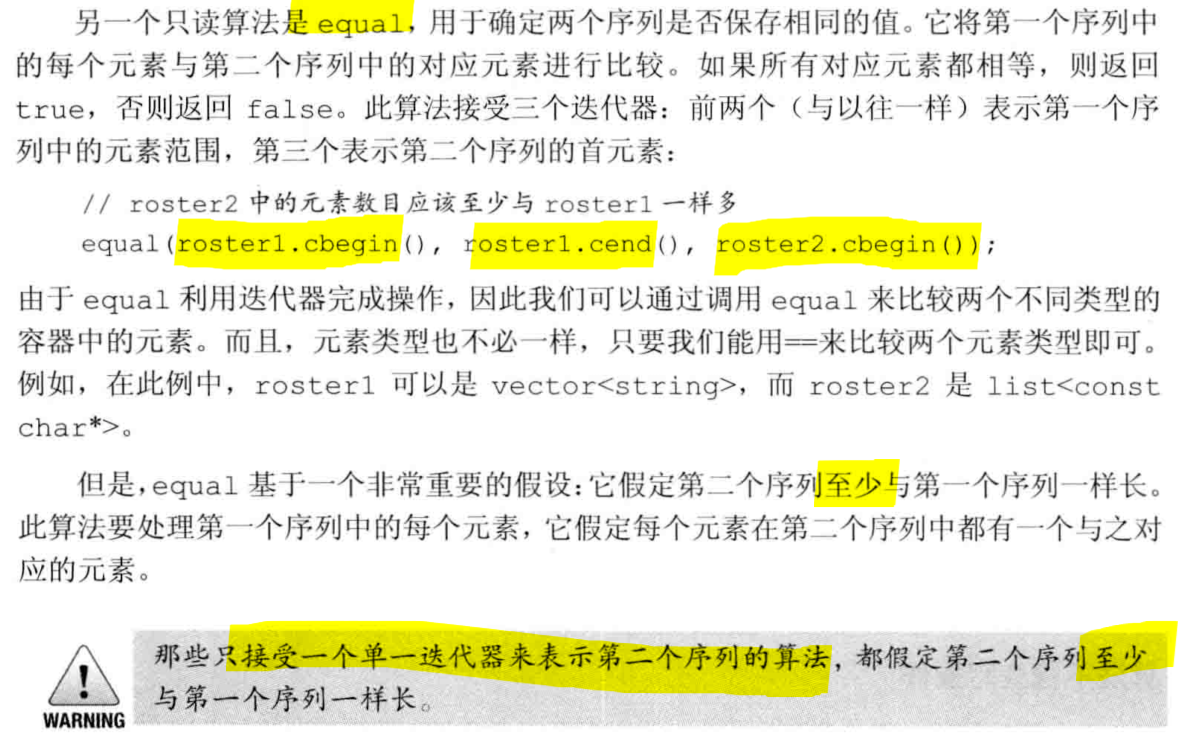 另一个只读算法是 equal，用于确定两个序列是否保存相同的值。它将第一个序列中
的每个元素与第二个序列中的对应元素进行比较。如果所有对应元素都相等，则返回
true，否则返回 false。此算法接受三个迭代器：前两个（与以往一样）表示第一个序
列中的元素范围，第三个表示第二个序列的首元素：
// roster2 中的元素数目应该至少与 roster1 一样多
equal(roster1.cbegin(), roster1.cend(), roster2.cbegin());
由于 equal 利用迭代器完成操作，因此我们可以通过调用 equal 来比较两个不同类型的
容器中的元素。而且，元素类型也不必一样，只要我们能用==来比较两个元素类型即可。
例如，在此例中，roster1 可以是 vector<string>，而 roster2 是 list<const
char*>。
但是，equal 基于一个非常重要的假设：它假定第二个序列至少与第一个序列一样长。
此算法要处理第一个序列中的每个元素，它假定每个元素在第二个序列中都有一个与之对
应的元素。
那些只接受一个单一迭代器来表示第二个序列的算法，都假定第二个序列至少
与第一个序列一样长。
WARNING